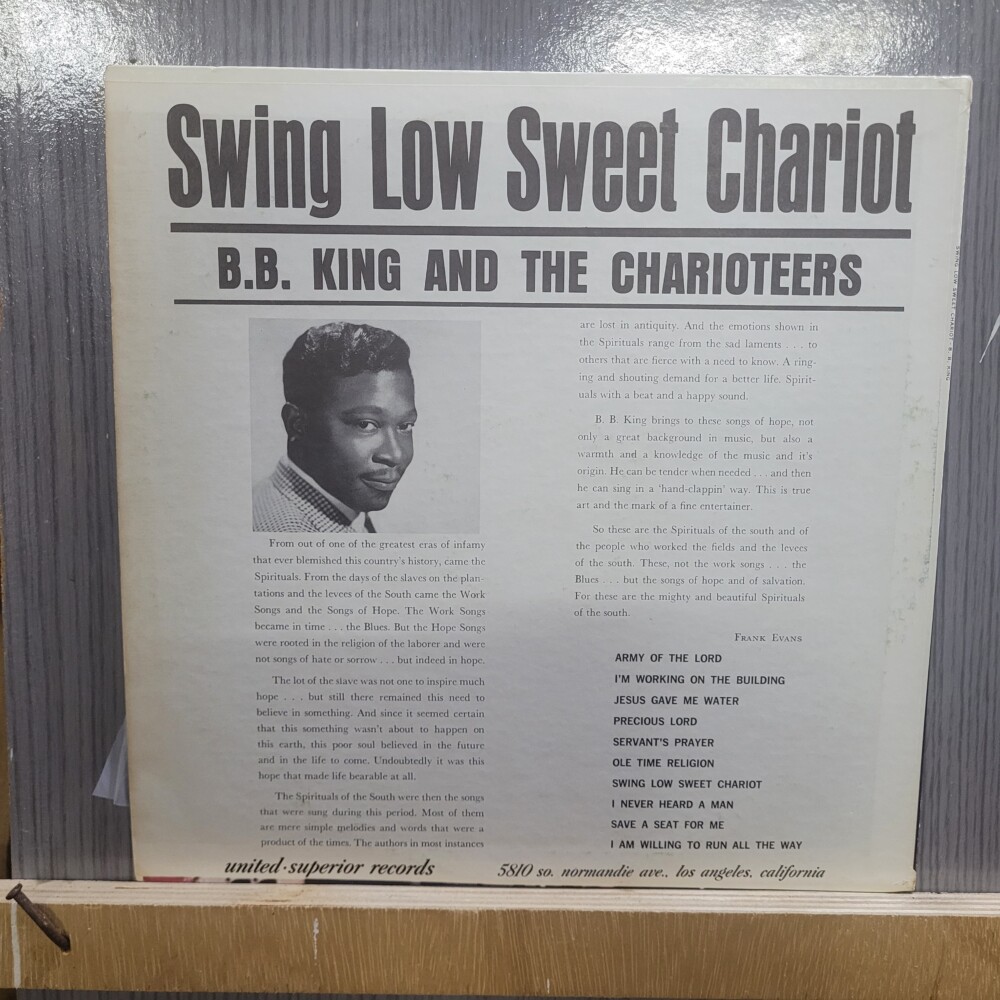 Swing Low Sweet Chariot
B.B. KING AND THE CHARIOTEERS
From out of one of the greatest eras of infamy
that ever blemished this country's history, came the
Spirituals. From the days of the slaves on the plan-
tations and the levees of the South came the Work
Songs and the Songs of Hope. The Work Songs
became in time . . . the Blues. But the Hope Songs
were rooted in the religion of the laborer and were
not songs of hate or sorrow . . . but indeed in hope.
The lot of the slave was not one to inspire much
hope . . . but still there remained this need to
believe in something. And since it seemed certain
that this something wasn't about to happen on
this earth, this poor soul believed in the future
and in the life to come. Undoubtedly it was this
hope that made life bearable at all.
The Spirituals of the South were then the songs
that were sung during this period. Most of them
are mere simple melodies and words that were a
product of the times. The authors in most instances
are lost in antiquity. And the emotions shown in
the Spirituals range from the sad laments . . . to
others that are fierce with a need to know. A ring-
ing and shouting demand for a better life. Spirit-
uals with a beat and a happy sound.
B. B. King brings to these songs of hope, not
only a great background in music, but also a
warmth and a knowledge of the music and it's
origin. He can be tender when needed . . . and then
he can sing in a 'hand-clappin' way. This is true
art and the mark of a fine entertainer.
So these are the Spirituals of the south and of
the people who worked the fields and the levees
of the south. These, not the work songs . . . the
Blues . . . but the songs of hope and of salvation.
For these are the mighty and beautiful Spirituals
of the south.
FRANK EVANS
ARMY OF THE LORD
I'M WORKING ON THE BUILDING
JESUS GAVE ME WATER
PRECIOUS LORD
SERVANT'S PRAYER
OLE TIME RELIGION
SWING LOW SWEET CHARIOT
I NEVER HEARD A MAN
SAVE A SEAT FOR ME
I AM WILLING TO RUN ALL THE WAY
united·superior records
5810 so. normandie ave., los angeles, california
SWING LOW SWEET CHARIOT B.B. KING